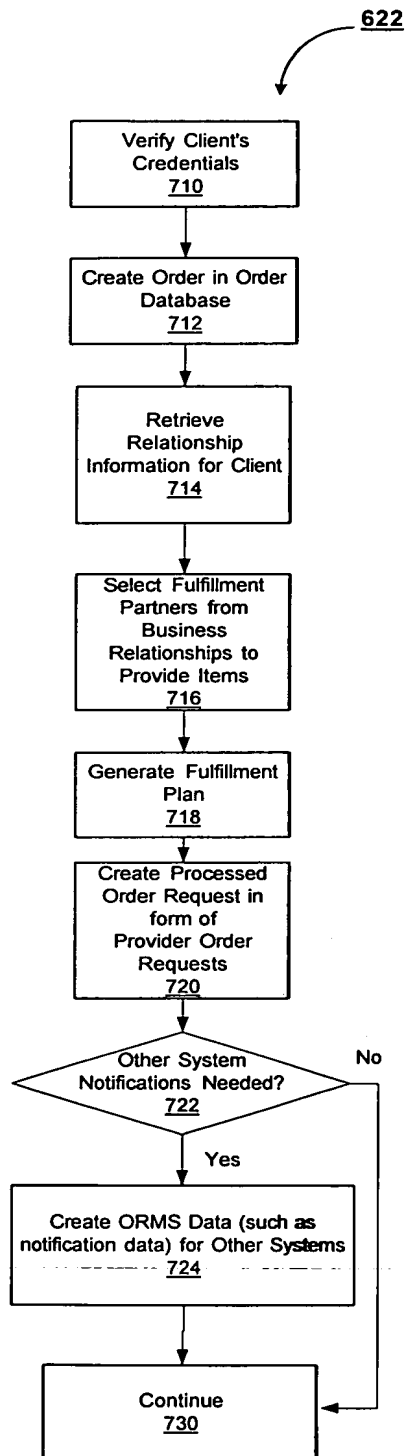 622
Verify Client's
Credentials
710
Create Order in Order
Database
712
Retrieve
Relationship
Information for Client
714
Select Fulfillment
Partners from
Business
Relationships to
Provide Items
716
Generate Fulfillment
Plan
718
Create Processed
Order Request in
form of
Provider Order
Requests
720
Other System
Notifications Needed?
722
No
Yes
Create ORMS Data (such as
notification data) for Other Systems
724
Continue
730